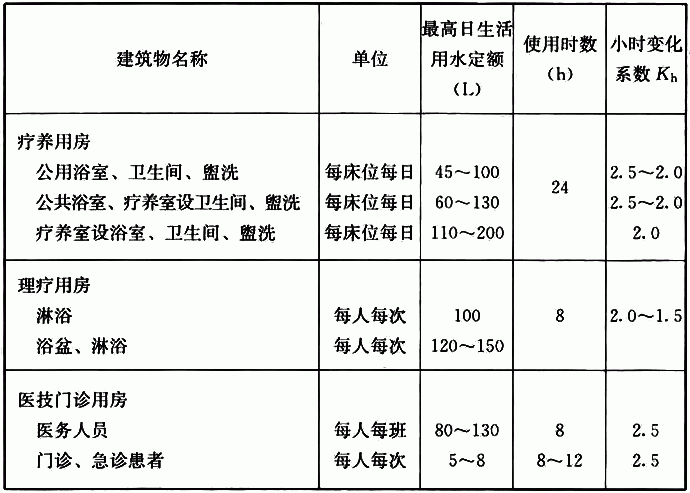 建筑物名称 单位 最高日生活用水定额(L) 使用时数(h) 小时变化系数 Kh
疗养用房
公用浴室、卫生间、盥洗 每床位每日 45～100 24 2.5～2.0
公共浴室、疗养室设卫生间、盥洗 每床位每日 60～130 2.5～2.0
疗养室设浴室、卫生间、盥洗 每床位每日 110～200 2.0
理疗用房
淋浴 每人每次 100 8 2.0～1.5
浴盆、淋浴 每人每次 120～150
医技门诊用房
医务人员 每人每班 80～130 8 2.5
门诊、急诊患者 每人每次 5～8 8～12 2.5